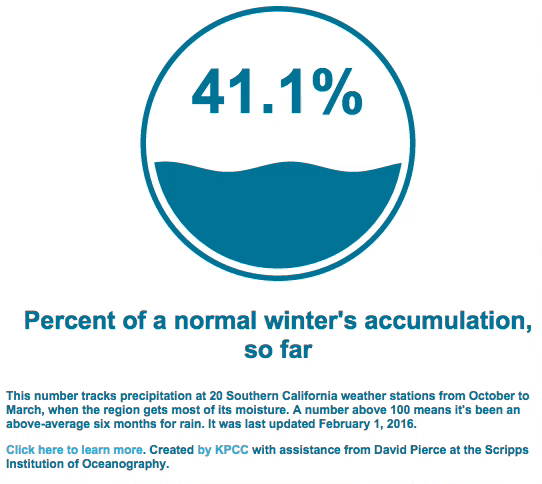 41.1%
Percent of a normal winter's accumulation,
so far
This number tracks precipitation at 20 Southern California weather stations from October to
March, when the region gets most of its moisture. A number above 100 means it's been an
above-average six months for rain. It was last updated February 1, 2016.
Click here to learn more. Created by KPCC with assistance from David Pierce at the Scripps
Institution of Oceanography.